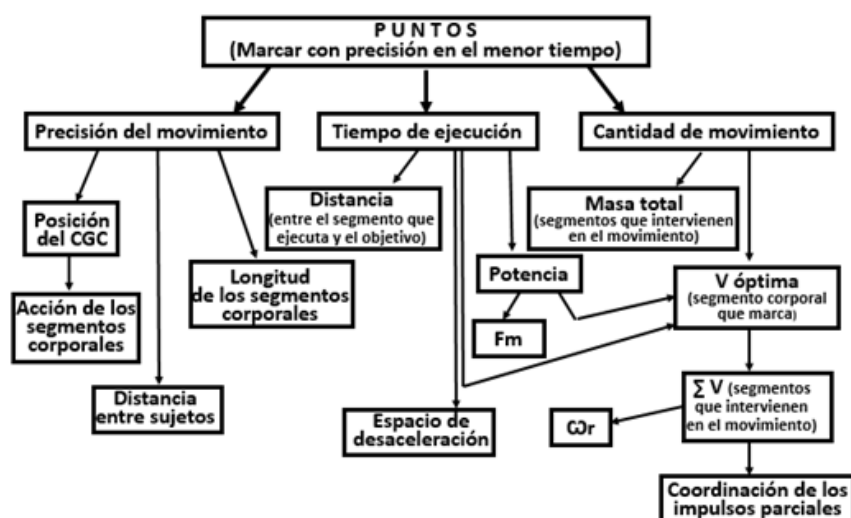 P U N T O S
(Marcar con precisión en el menor tiempo)
Precisión del movimiento
Tiempo de ejecución
Cantidad de movimiento
Posición
del CGC
Distancia
(entre el segmento que
ejecuta y el objetivo)
Masa total
(segmentos que intervienen
en el movimiento)
Longitud
de los segmentos
corporales
Potencia
V óptima
(segmento corporal
que marca)
Acción de los
segmentos
corporales
Fm
Distancia
entre sujetos
Espacio de
desaceleración
ωr
∑ V (segmentos
que intervienen
en el movimiento)
Coordinación de los
impulsos parciales